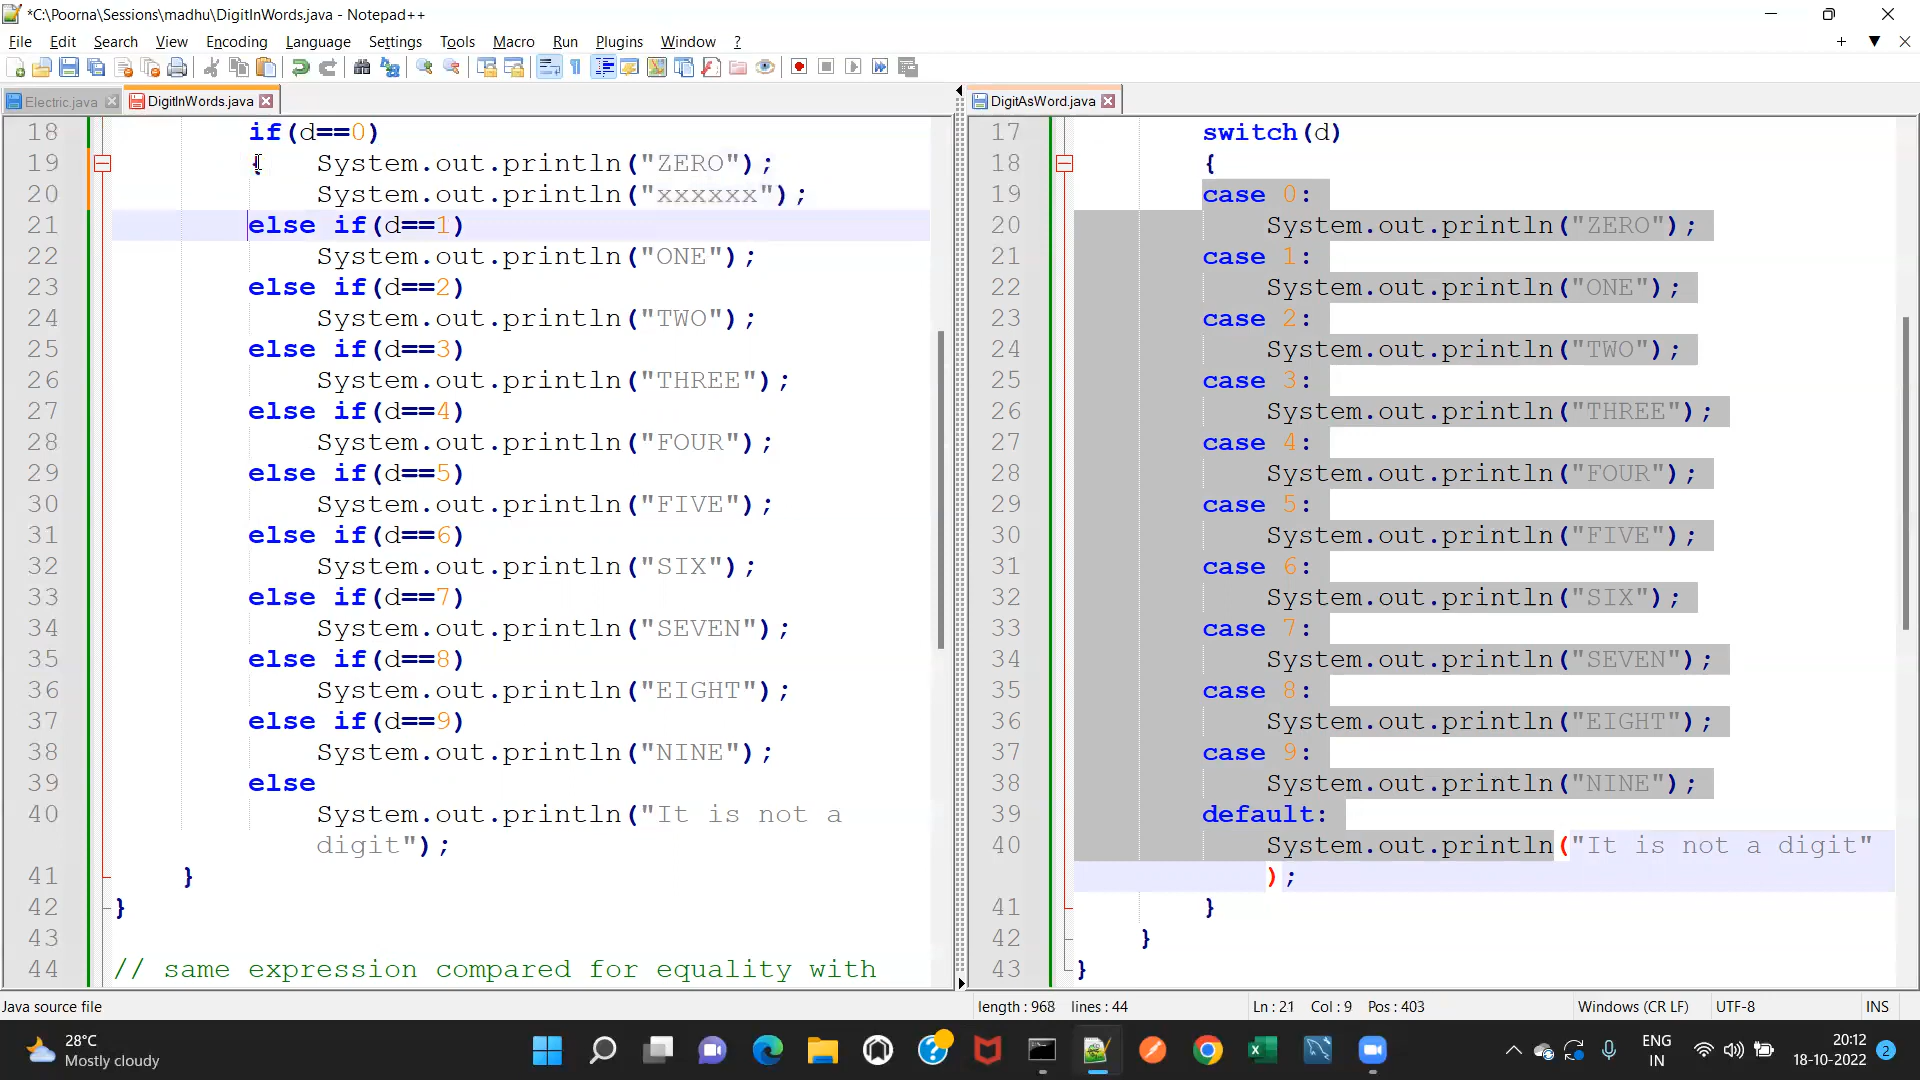 *C:\Poorna\Sessions\madhu\DigitInWords.java - Notepad++
File Edit Search View Encoding Language Settings Tools Macro Run Plugins Window ?
Electric.java DigitInWords.java
18 if(d==0)
19 { System.out.println("ZERO");
20 System.out.println("xxxxxx");
21 else if(d==1)
22 System.out.println("ONE");
23 else if(d==2)
24 System.out.println("TWO");
25 else if(d==3)
26 System.out.println("THREE");
27 else if(d==4)
28 System.out.println("FOUR");
29 else if(d==5)
30 System.out.println("FIVE");
31 else if(d==6)
32 System.out.println("SIX");
33 else if(d==7)
34 System.out.println("SEVEN");
35 else if(d==8)
36 System.out.println("EIGHT");
37 else if(d==9)
38 System.out.println("NINE");
39 else
40 System.out.println("It is not a
digit");
41 }
42 }
43
44 // same expression compared for equality with
DigitAsWord.java
17 switch(d)
18 {
19 case 0:
20 System.out.println("ZERO");
21 case 1:
22 System.out.println("ONE");
23 case 2:
24 System.out.println("TWO");
25 case 3:
26 System.out.println("THREE");
27 case 4:
28 System.out.println("FOUR");
29 case 5:
30 System.out.println("FIVE");
31 case 6:
32 System.out.println("SIX");
33 case 7:
34 System.out.println("SEVEN");
35 case 8:
36 System.out.println("EIGHT");
37 case 9:
38 System.out.println("NINE");
39 default:
40 System.out.println("It is not a digit"
);
41 }
42 }
43 }
Java source file length : 968 lines : 44 Ln : 21 Col : 9 Pos : 403 Windows (CR LF) UTF-8 INS
28°C
Mostly cloudy
ENG
IN
20:12
18-10-2022
2